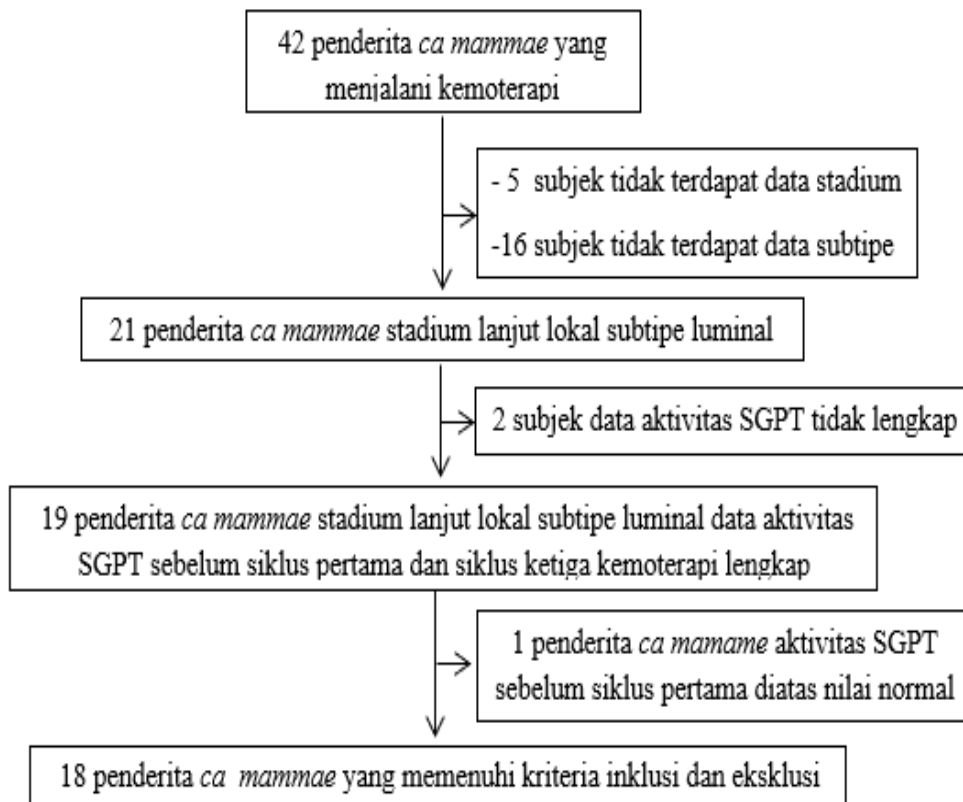 42 penderita ca mammae yang
menjalani kemoterapi
- 5 subjek tidak terdapat data stadium
-16 subjek tidak terdapat data subtipe
21 penderita ca mammae stadium lanjut lokal subtipe luminal
2 subjek data aktivitas SGPT tidak lengkap
19 penderita ca mammae stadium lanjut lokal subtipe luminal data aktivitas
SGPT sebelum siklus pertama dan siklus ketiga kemoterapi lengkap
1 penderita ca mamame aktivitas SGPT
sebelum siklus pertama diatas nilai normal
18 penderita ca mammae yang memenuhi kriteria inklusi dan eksklusi